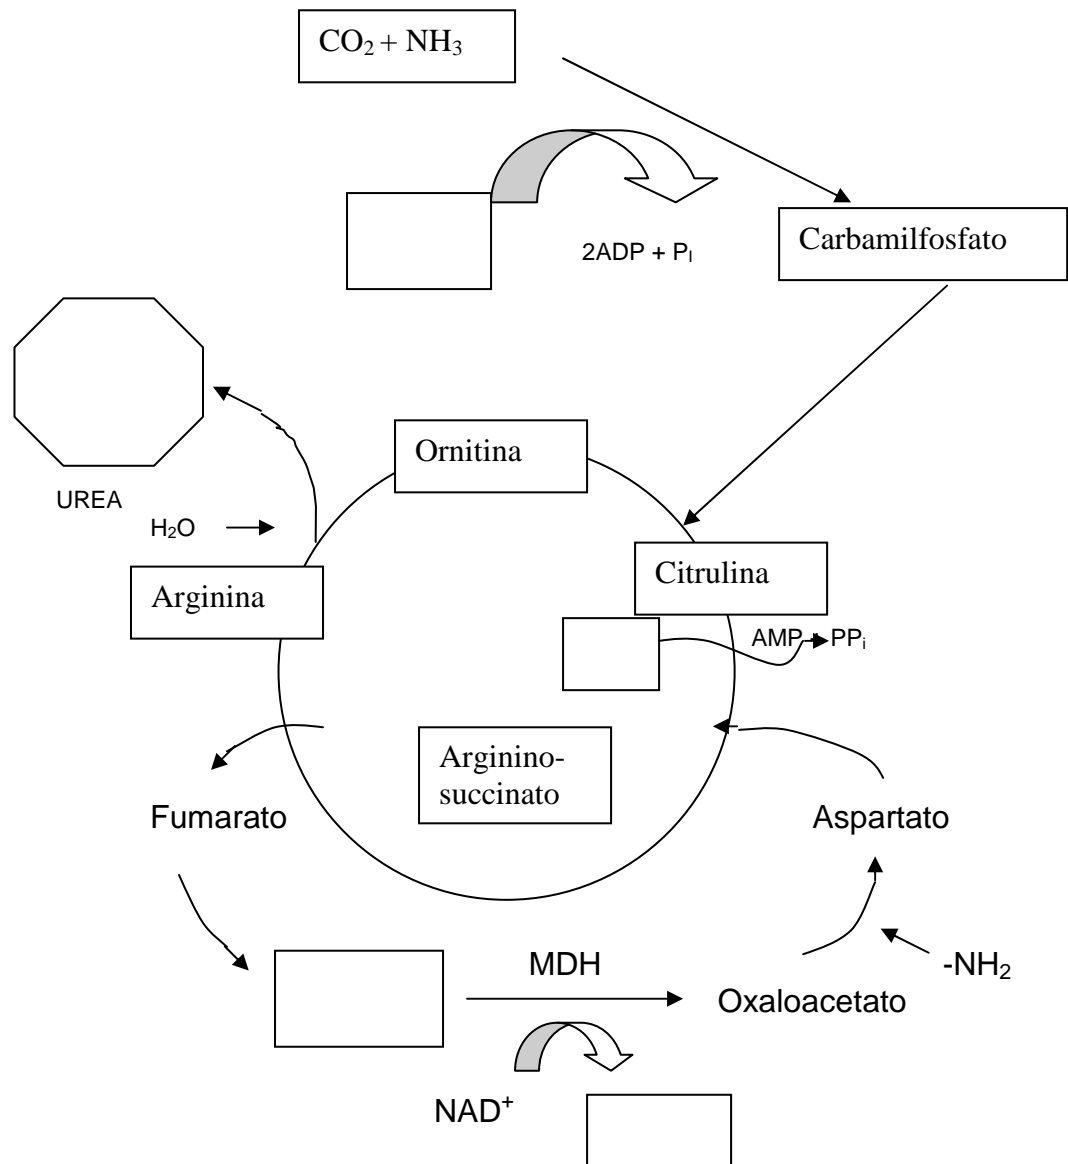 CO₂ + NH₃
2ADP + Pᵢ
Carbamilfosfato
UREA
H₂O
Ornitina
Arginina
Citrulina
AMP + PPᵢ
Arginino-
succinato
Fumarato
Aspartato
MDH
-NH₂
Oxaloacetato
NAD⁺